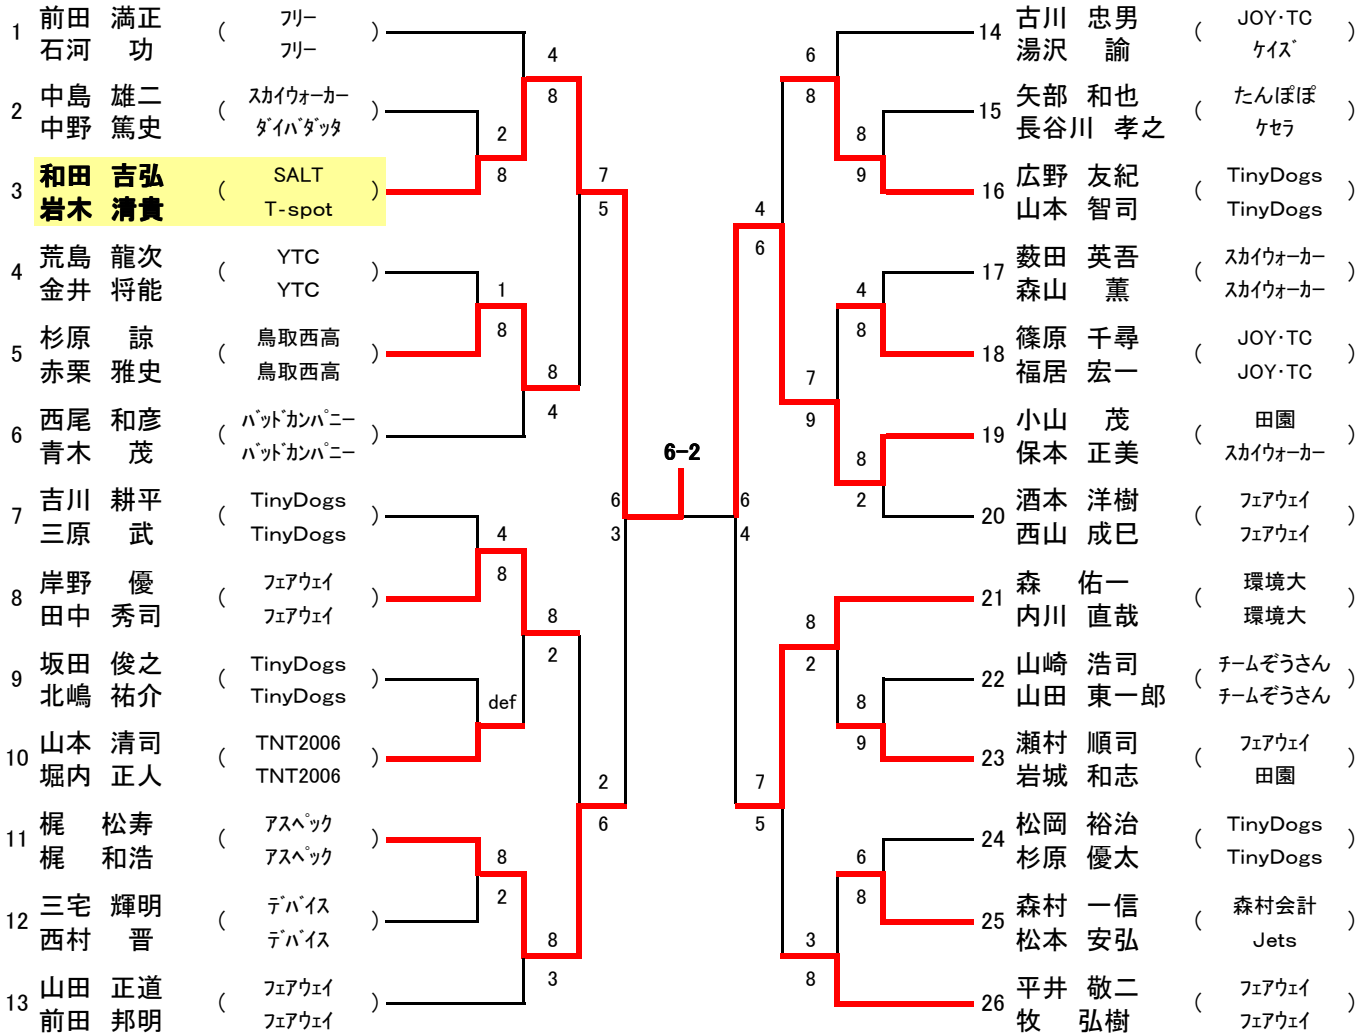 1 前田 満正 ( フリー )
石河 功 フリー
2 中島 雄二 ( スカイウォーカー )
中野 篤史 ダイハダッタ
3 和田 吉弘 ( SALT )
岩木 清貴 T-spot
4 荒島 龍次 ( YTC )
金井 将能 YTC
5 杉原 諒 ( 鳥取西高 )
赤栗 雅史 鳥取西高
6 西尾 和彦 ( バッドカンパニー )
青木 茂 バッドカンパニー
7 吉川 耕平 ( TinyDogs )
三原 武 TinyDogs
8 岸野 優 ( フェアウェイ )
田中 秀司 フェアウェイ
9 坂田 俊之 ( TinyDogs )
北嶋 祐介 TinyDogs
10 山本 清司 ( TNT2006 )
堀内 正人 TNT2006
11 梶 松寿 ( アスペック )
梶 和浩 アスペック
12 三宅 輝明 ( デバイス )
西村 晋 デバイス
13 山田 正道 ( フェアウェイ )
前田 邦明 フェアウェイ
4
8
2
8
7
5
1
8
8
4
6
3
4
8
8
2
def
2
6
8
2
8
3
6-2
6
8
8
9
4
6
4
8
7
9
8
2
6
4
8
2
8
9
7
5
6
8
3
8
14 古川 忠男 ( JOY・TC )
湯沢 諭 ケイズ
15 矢部 和也 ( たんぽぽ )
長谷川 孝之 ケセラ
16 広野 友紀 ( TinyDogs )
山本 智司 TinyDogs
17 薮田 英吾 ( スカイウォーカー )
森山 薫 スカイウォーカー
18 篠原 千尋 ( JOY・TC )
福居 宏一 JOY・TC
19 小山 茂 ( 田園 )
保本 正美 スカイウォーカー
20 酒本 洋樹 ( フェアウェイ )
西山 成巳 フェアウェイ
21 森 佑一 ( 環境大 )
内川 直哉 環境大
22 山崎 浩司 ( チームぞうさん )
山田 東一郎 チームぞうさん
23 瀬村 順司 ( フェアウェイ )
岩城 和志 田園
24 松岡 裕治 ( TinyDogs )
杉原 優太 TinyDogs
25 森村 一信 ( 森村会計 )
松本 安弘 Jets
26 平井 敬二 ( フェアウェイ )
牧 弘樹 フェアウェイ